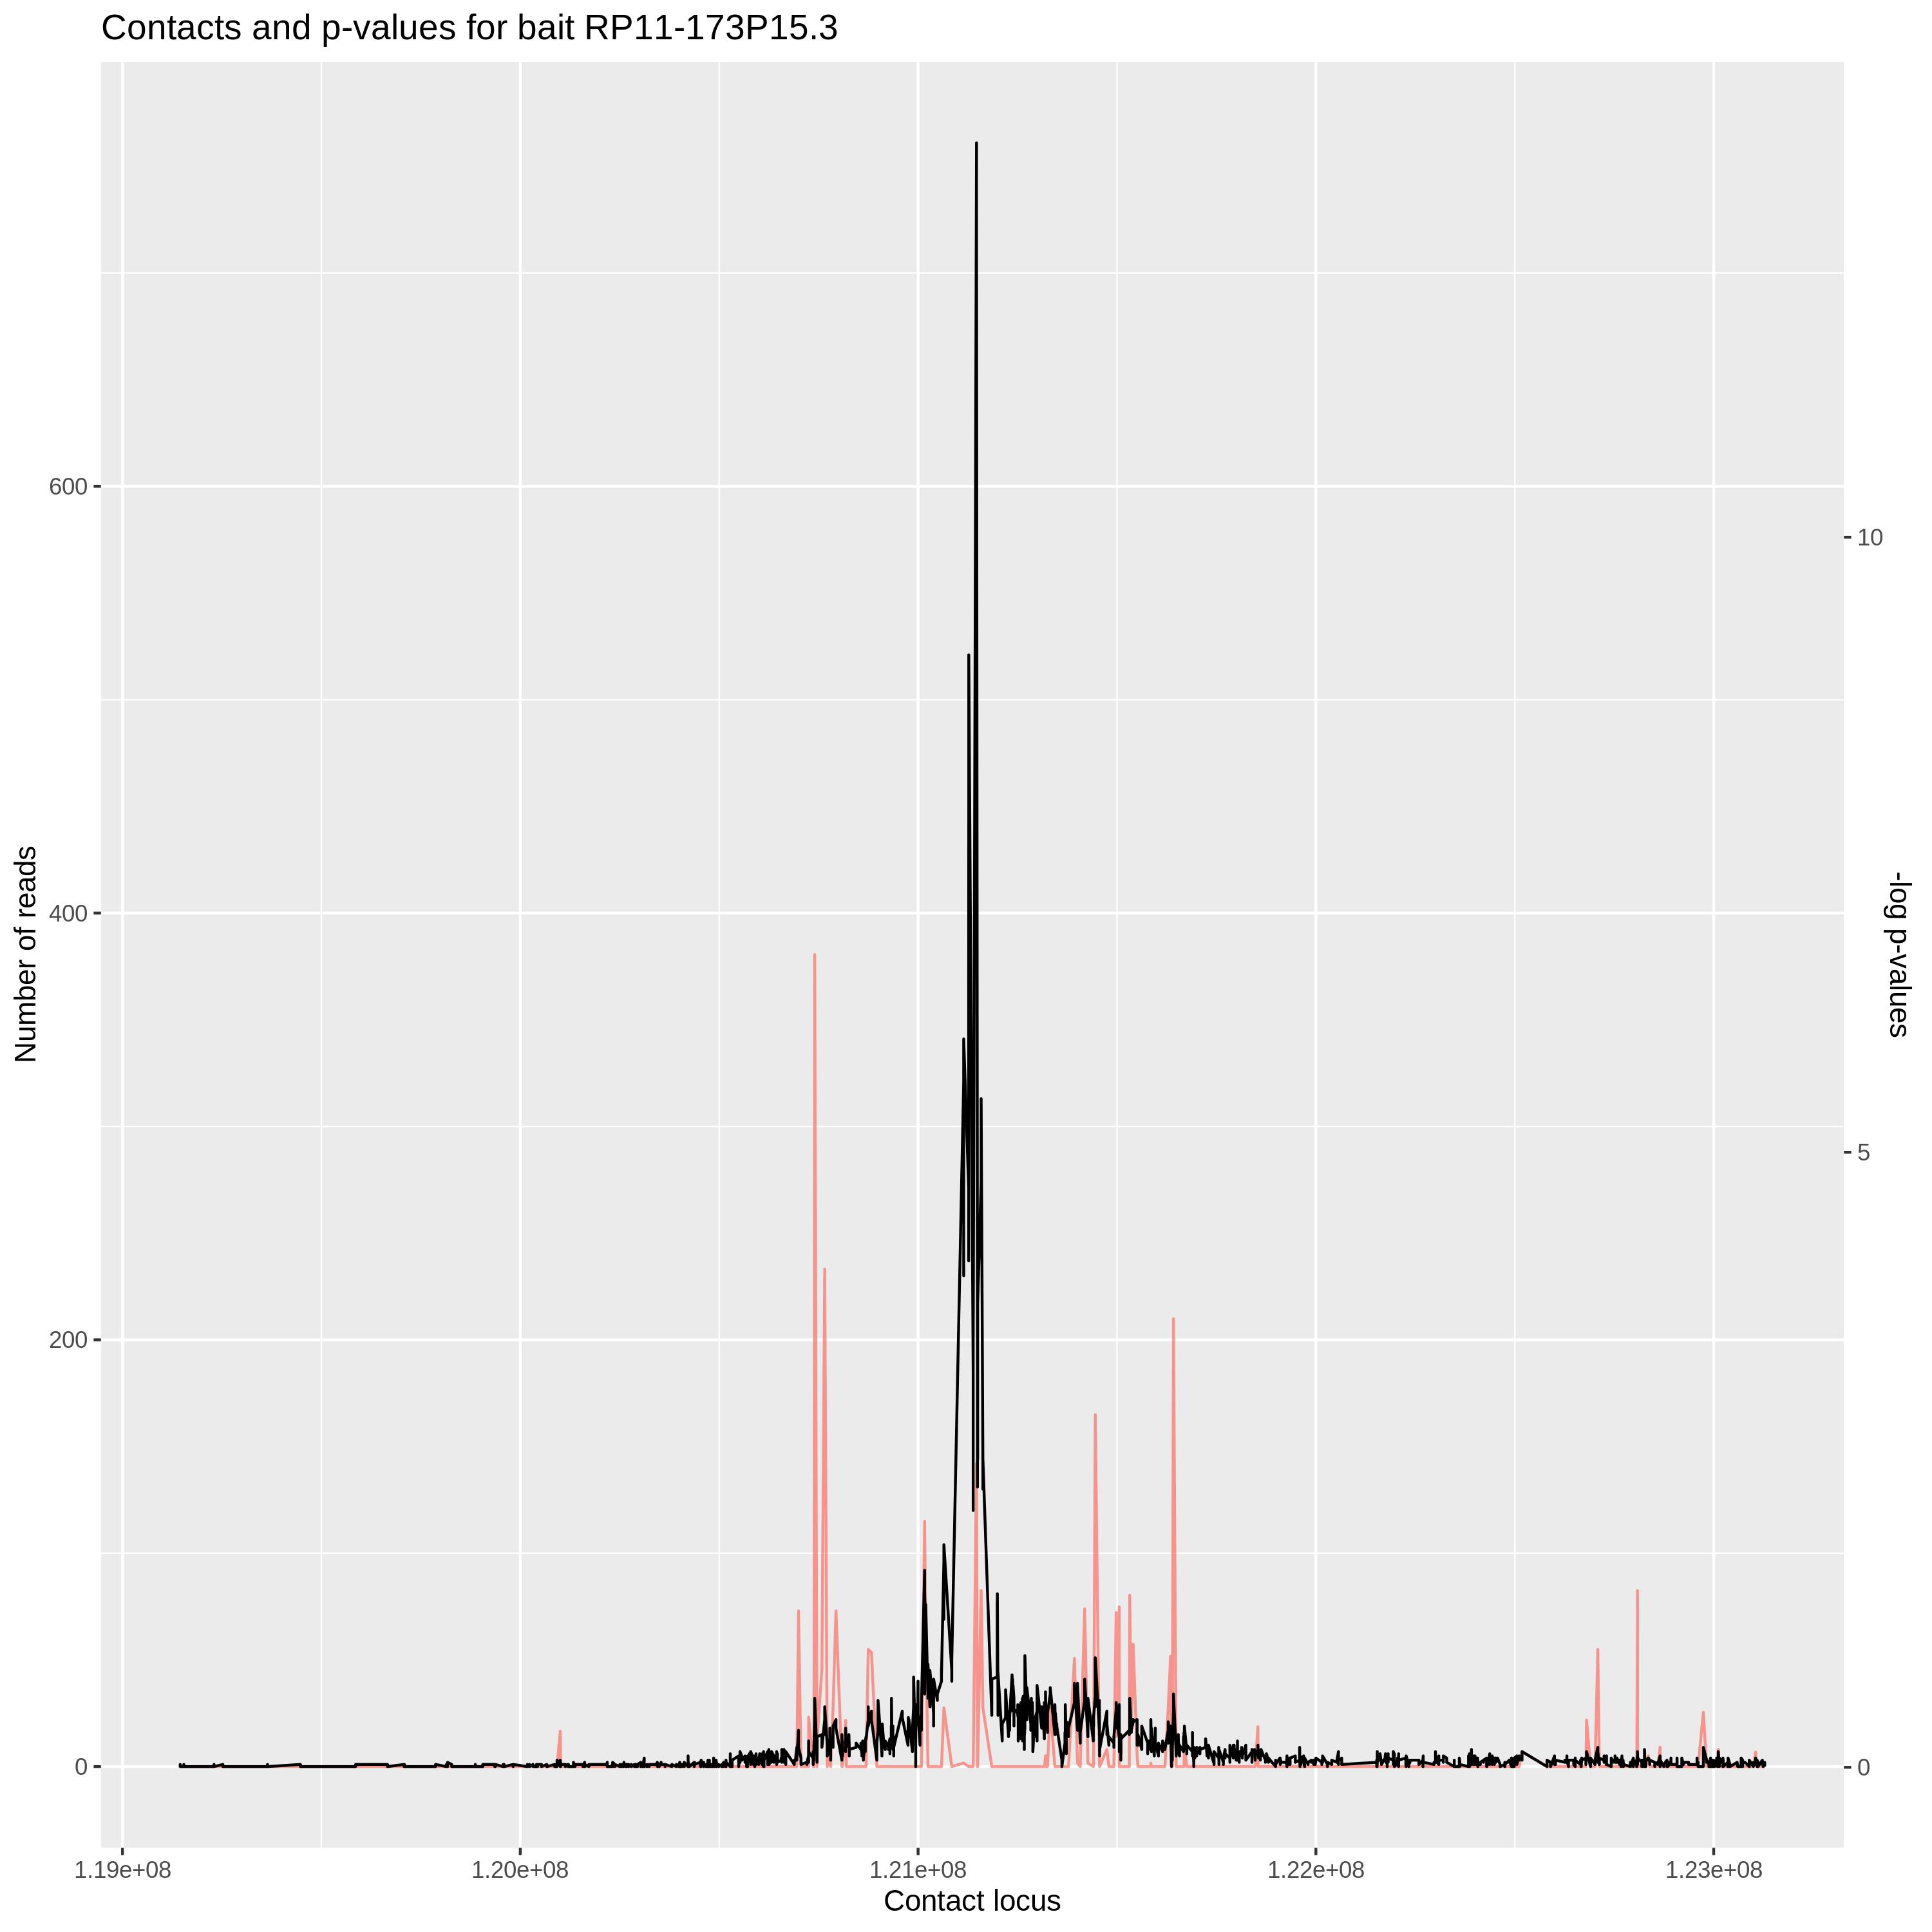 Contacts and p-values for bait RP11-173P15.3
600
400
200
0
Number of reads
10
5
0
-log p-values
1.19e+08
1.20e+08
1.21e+08
1.22e+08
1.23e+08
Contact locus